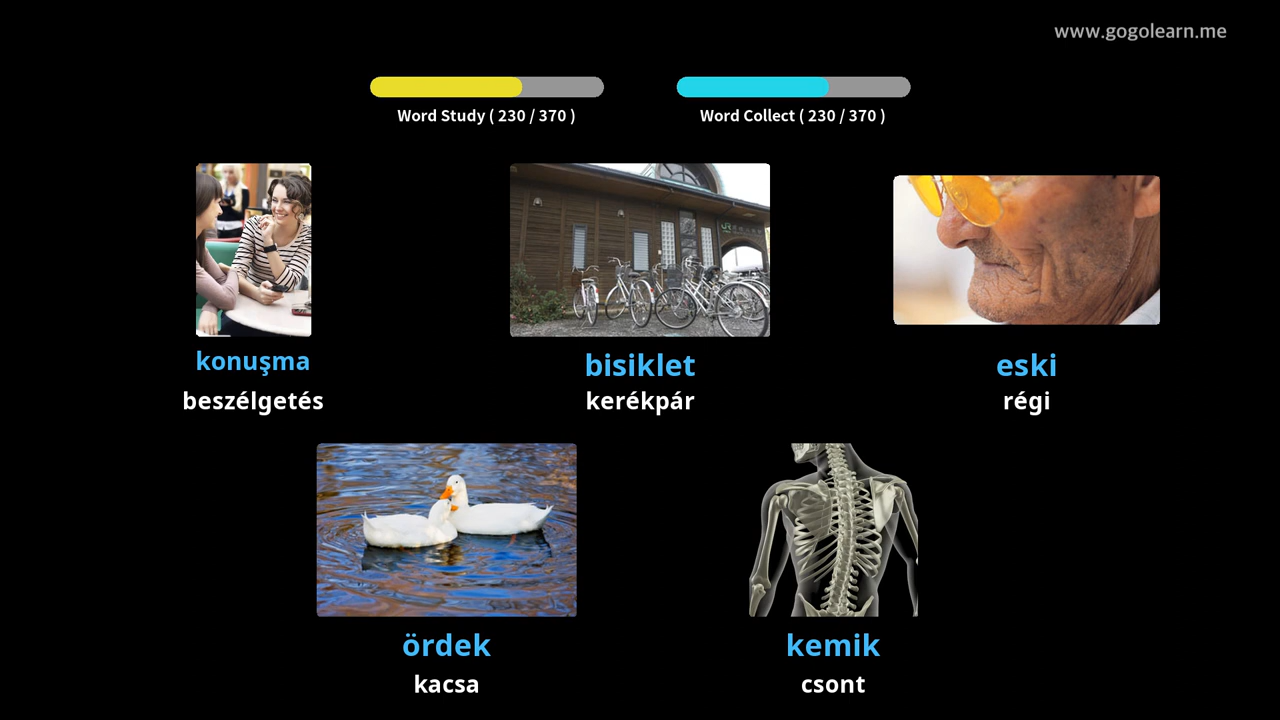 www.gogolearn.me
Word Study ( 230 / 370 )
Word Collect ( 230 / 370 )
konuşma
beszélgetés
bisiklet
kerékpár
eski
régi
ördek
kacsa
kemik
csont